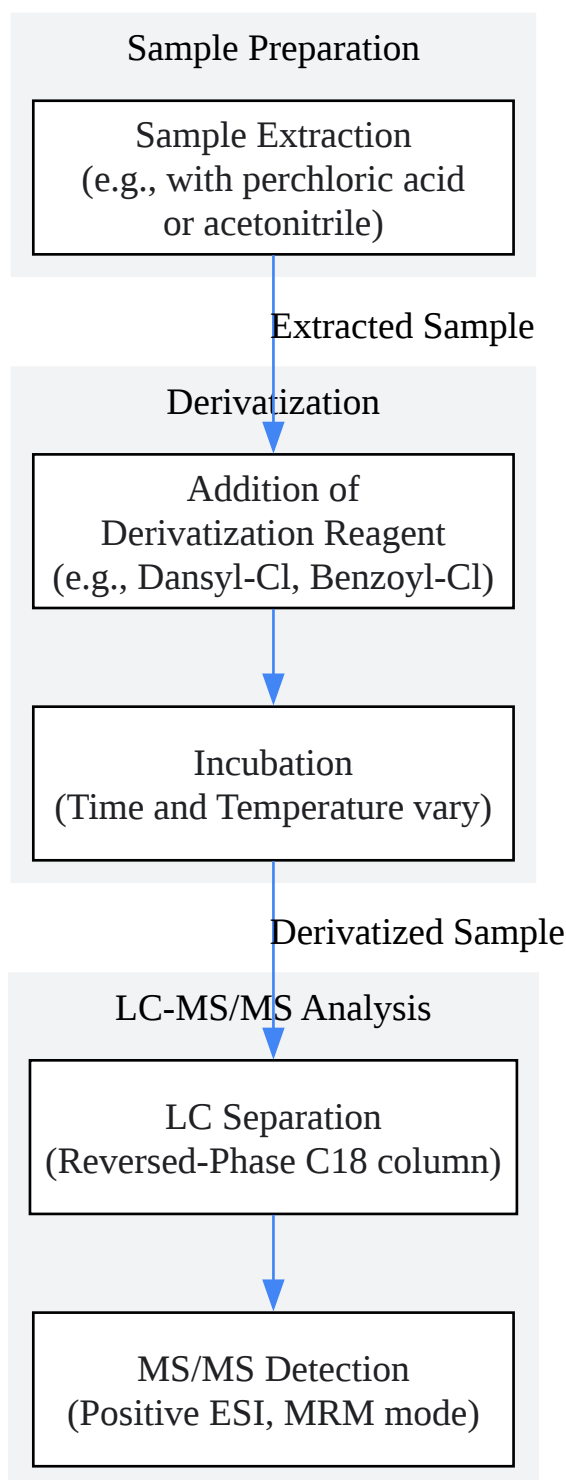 Sample Preparation
Sample Extraction
(e.g., with perchloric acid
or acetonitrile)
Extracted Sample
Derivatization
Addition of
Derivatization Reagent
(e.g., Dansyl-Cl, Benzoyl-Cl)
Incubation
(Time and Temperature vary)
Derivatized Sample
LC-MS/MS Analysis
LC Separation
(Reversed-Phase C18 column)
MS/MS Detection
(Positive ESI, MRM mode)